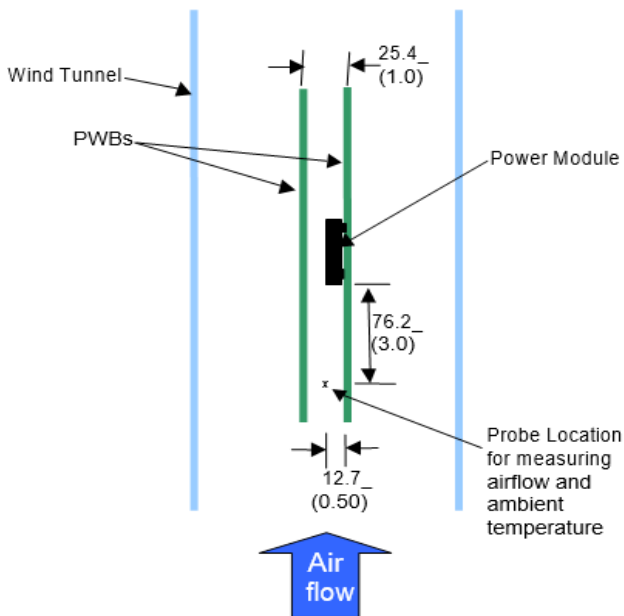 25.4_
(1.0)
Wind Tunnel
PWBs
Power Module
76.2_
(3.0)
x
Probe Location
for measuring
airflow and
ambient
temperature
12.7_
(0.50)
Air
flow